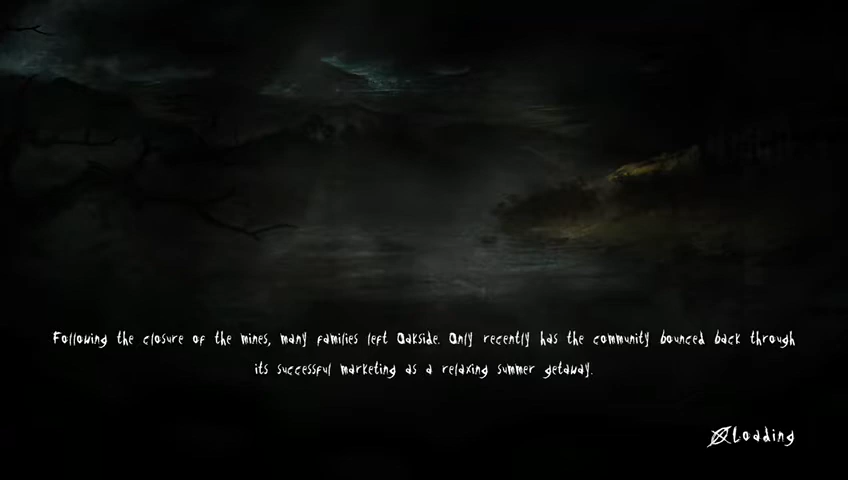 Following the closure of the mines, many families left Oakside. Only recently has the community bounced back through
its successful marketing as a relaxing summer getaway.
Loading